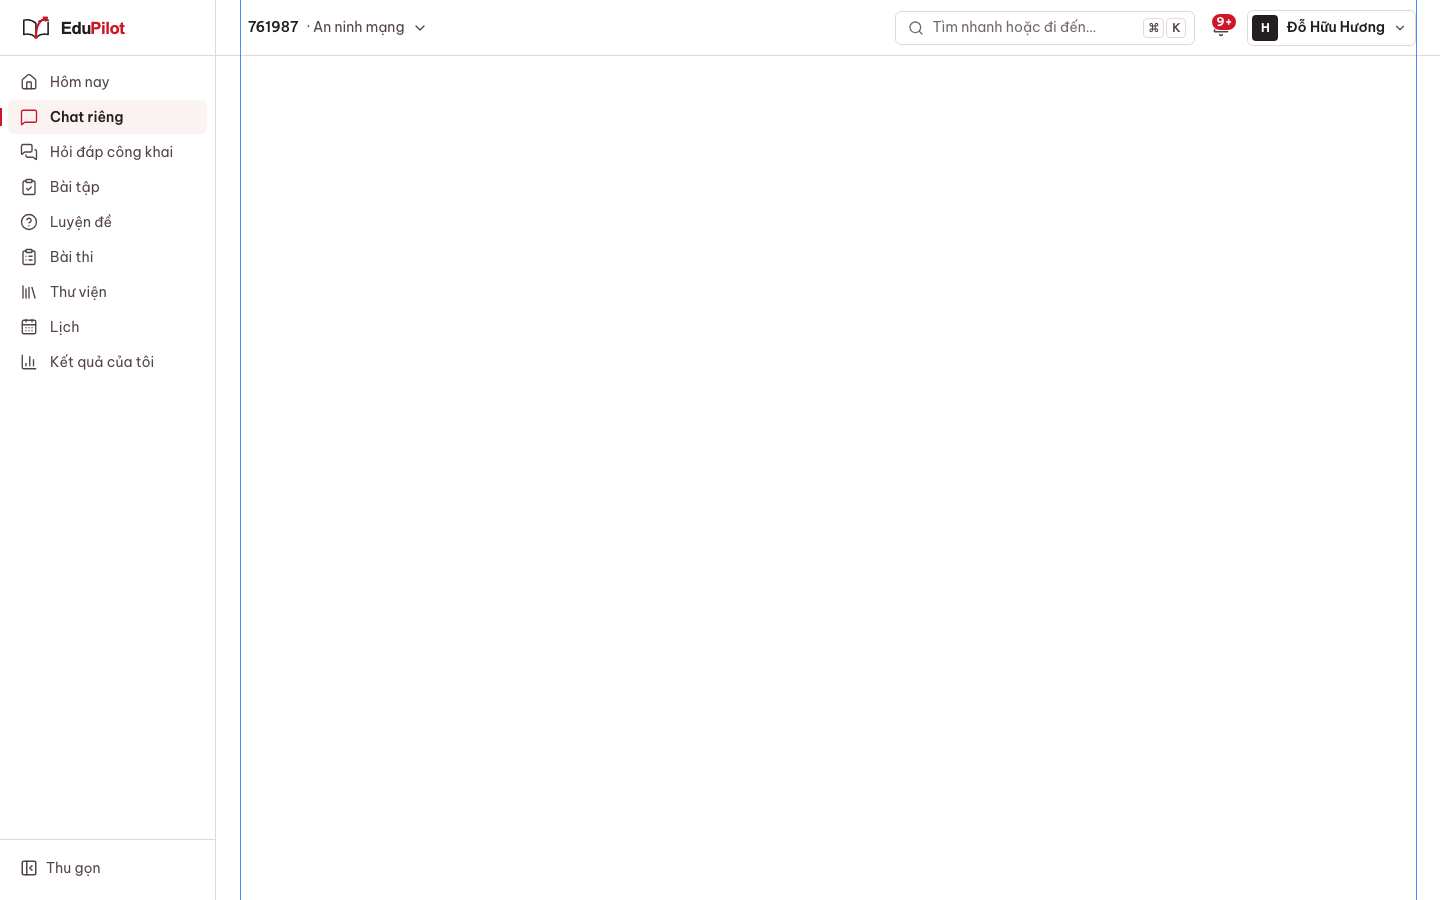 EduPilot
761987 · An ninh mạng
Tìm nhanh hoặc đi đến...
⌘ K
9+
H
Đỗ Hữu Hương
Hôm nay
Chat riêng
Hỏi đáp công khai
Bài tập
Luyện đề
Bài thi
Thư viện
Lịch
Kết quả của tôi
Thu gọn